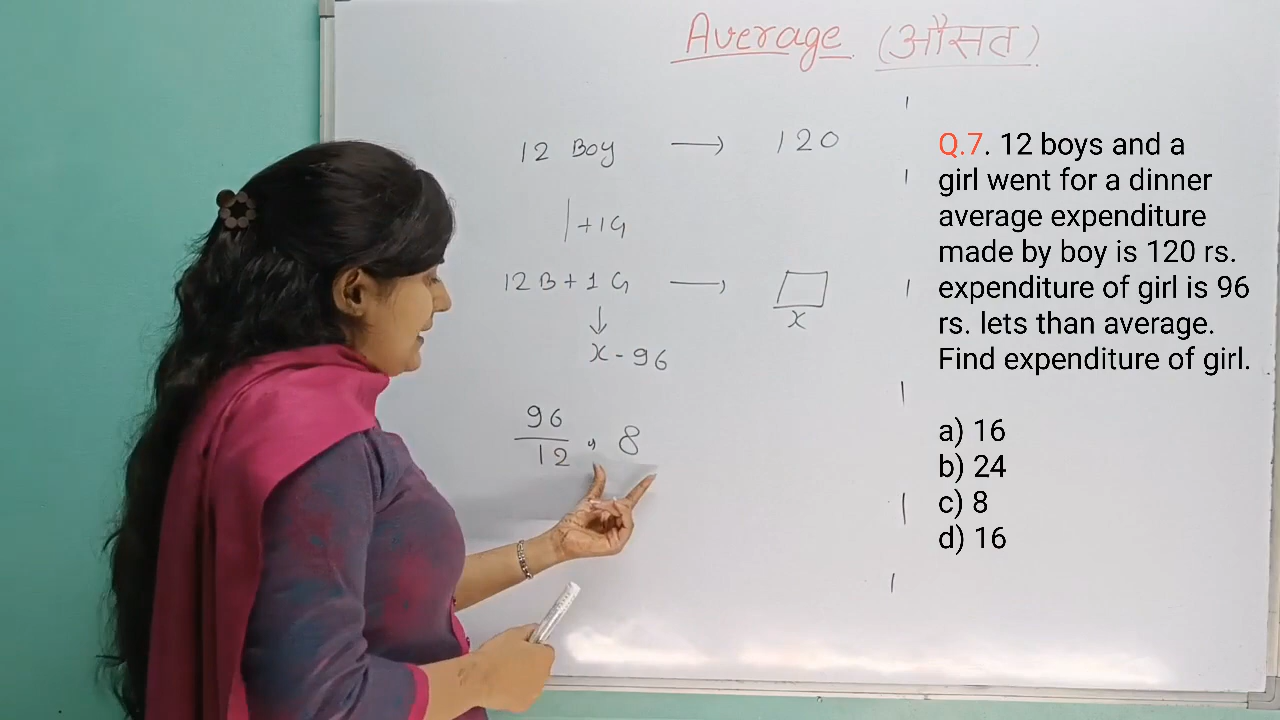 Average (औसत)
12 Boy → 120
|+1G
12B+1G → □
x
↓
x-96
96
12 = 8
Q.7. 12 boys and a
girl went for a dinner
average expenditure
made by boy is 120 rs.
expenditure of girl is 96
rs. lets than average.
Find expenditure of girl.
a) 16
b) 24
c) 8
d) 16